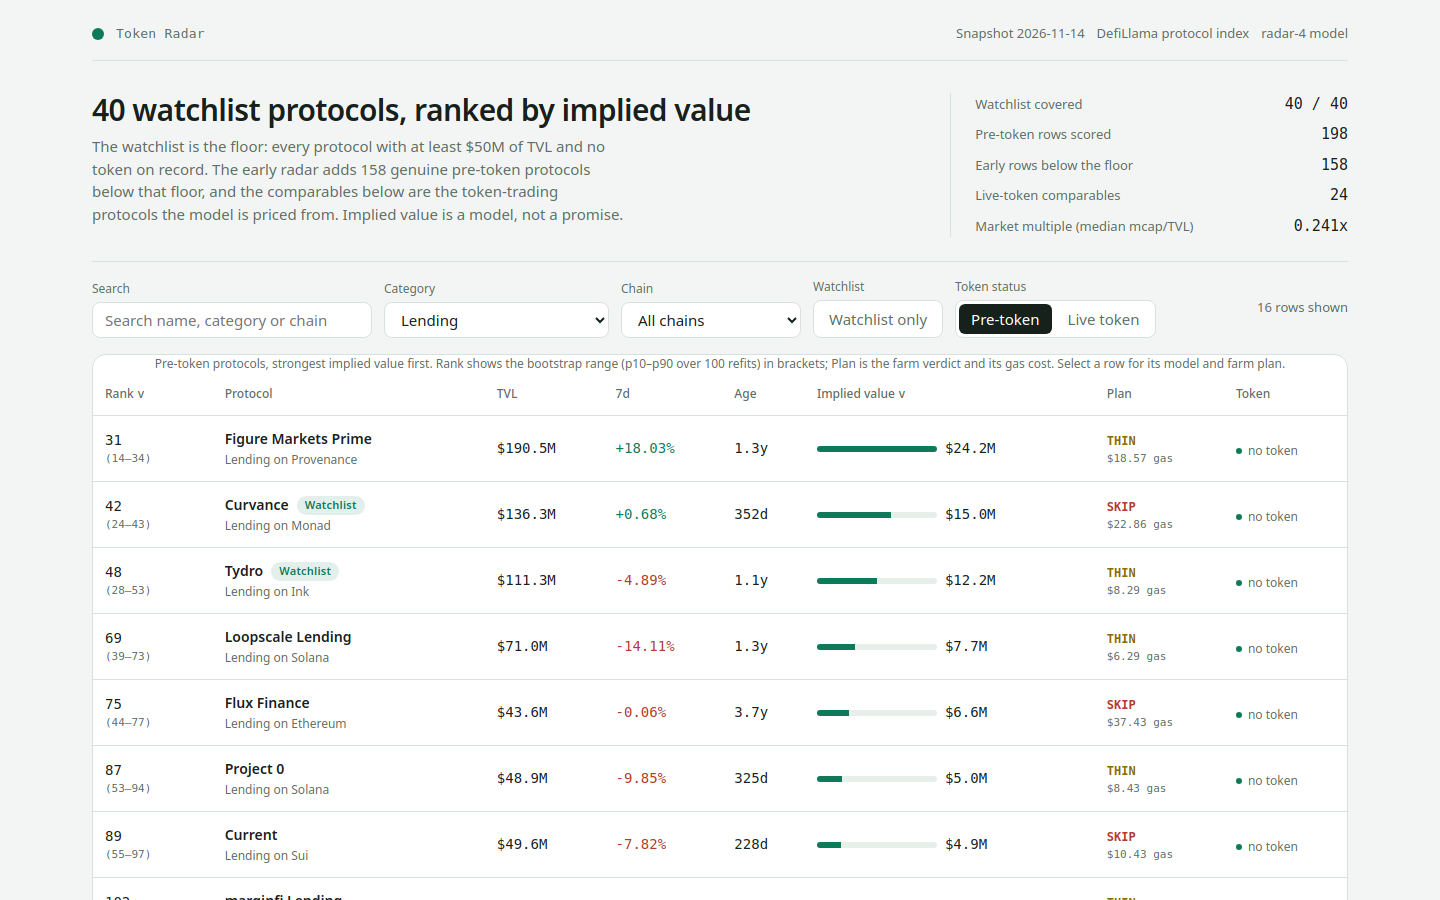 Token Radar
Snapshot 2026-11-14 DefiLlama protocol index radar-4 model
40 watchlist protocols, ranked by implied value
The watchlist is the floor: every protocol with at least $50M of TVL and no
token on record. The early radar adds 158 genuine pre-token protocols
below that floor, and the comparables below are the token-trading
protocols the model is priced from. Implied value is a model, not a promise.
Watchlist covered 40 / 40
Pre-token rows scored 198
Early rows below the floor 158
Live-token comparables 24
Market multiple (median mcap/TVL) 0.241x
Search Category Chain Watchlist Token status
Search name, category or chain Lending All chains Watchlist only Pre-token Live token 16 rows shown
Pre-token protocols, strongest implied value first. Rank shows the bootstrap range (p10–p90 over 100 refits) in brackets; Plan is the farm verdict and its gas cost. Select a row for its model and farm plan.
Rank v Protocol TVL 7d Age Implied value v Plan Token
31 Figure Markets Prime $190.5M +18.03% 1.3y $24.2M THIN no token
(14–34) Lending on Provenance $18.57 gas
42 Curvance Watchlist $136.3M +0.68% 352d $15.0M SKIP no token
(24–43) Lending on Monad $22.86 gas
48 Tydro Watchlist $111.3M -4.89% 1.1y $12.2M THIN no token
(28–53) Lending on Ink $8.29 gas
69 Loopscale Lending $71.0M -14.11% 1.3y $7.7M THIN no token
(39–73) Lending on Solana $6.29 gas
75 Flux Finance $43.6M -0.06% 3.7y $6.6M SKIP no token
(44–77) Lending on Ethereum $37.43 gas
87 Project 0 $48.9M -9.85% 325d $5.0M THIN no token
(53–94) Lending on Solana $8.43 gas
89 Current $49.6M -7.82% 228d $4.9M SKIP no token
(55–97) Lending on Sui $10.43 gas
marginfi Lending